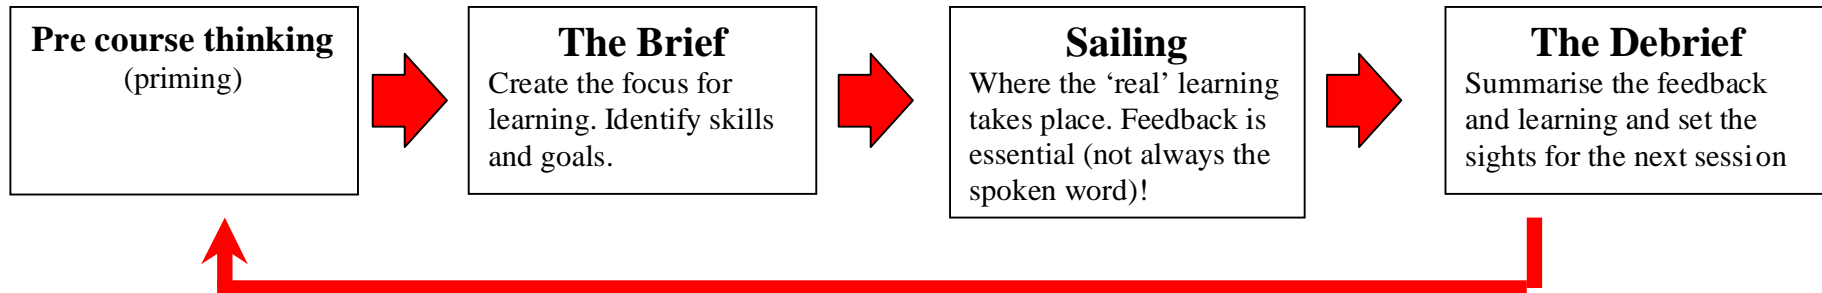 Pre course thinking
(priming)
The Brief
Create the focus for
learning. Identify skills
and goals.
Sailing
Where the ‘real’ learning
takes place. Feedback is
essential (not always the
spoken word)!
The Debrief
Summarise the feedback
and learning and set the
sights for the next session